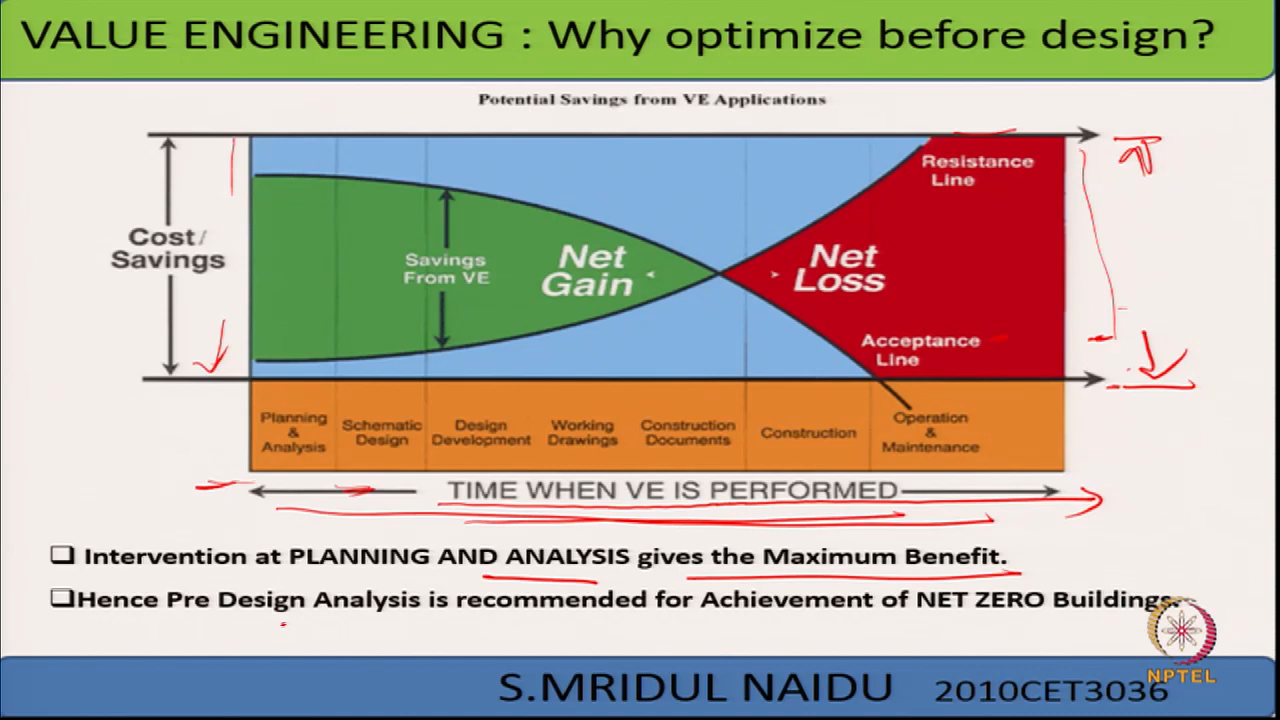 VALUE ENGINEERING : Why optimize before design?
Potential Savings from VE Applications
Cost/
Savings
Savings
From VE
Net
Gain
Net
Loss
Resistance
Line
Acceptance
Line
Planning
&
Analysis
Schematic
Design
Design
Development
Working
Drawings
Construction
Documents
Construction
Operation
&
Maintenance
TIME WHEN VE IS PERFORMED
Intervention at PLANNING AND ANALYSIS gives the Maximum Benefit.
Hence Pre Design Analysis is recommended for Achievement of NET ZERO Buildings.
S.MRIDUL NAIDU 2010CET3036
NPTEL